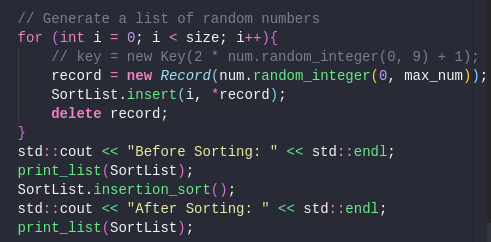 // Generate a list of random numbers
for (int i = 0; i < size; i++){
// key = new Key(2 * num.random_integer(0, 9) + 1);
record = new Record(num.random_integer(0, max_num));
SortList.insert(i, *record);
delete record;
}
std::cout << "Before Sorting: " << std::endl;
print_list(SortList);
SortList.insertion_sort();
std::cout << "After Sorting: " << std::endl;
print_list(SortList);